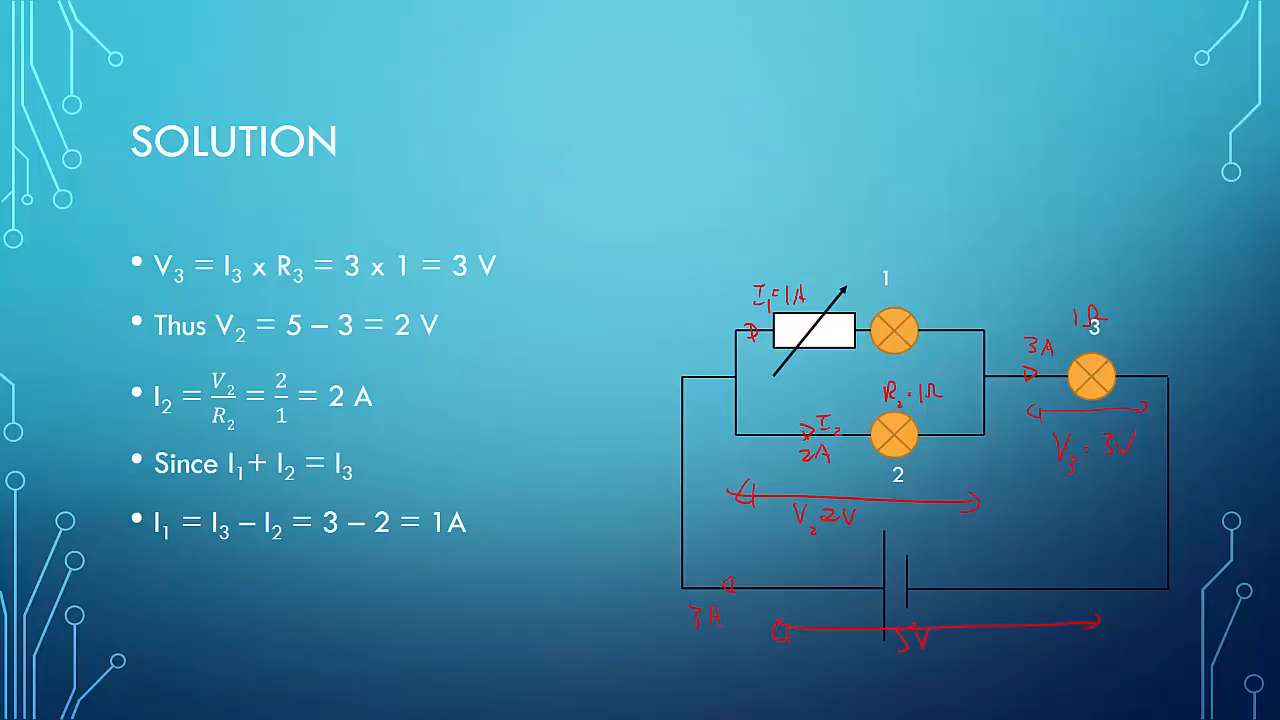 SOLUTION
• V₃ = I₃ x R₃ = 3 x 1 = 3 V
• Thus V₂ = 5 – 3 = 2 V
• I₂ = V₂/R₂ = 2/1 = 2 A
• Since I₁+ I₂ = I₃
• I₁ = I₃ – I₂ = 3 – 2 = 1A
1
I₁=1A
1Ω
3
3A
R₂=1Ω
I₂
2A
V₃=3V
2
V₂ 2V
3A
5V